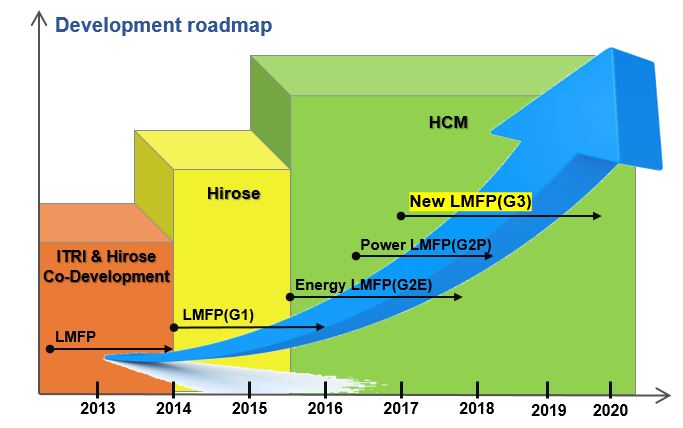 Development roadmap
HCM
Hirose
New LMFP(G3)
ITRI & Hirose
Co-Development
Power LMFP(G2P)
Energy LMFP(G2E)
LMFP(G1)
LMFP
2013 2014 2015 2016 2017 2018 2019 2020